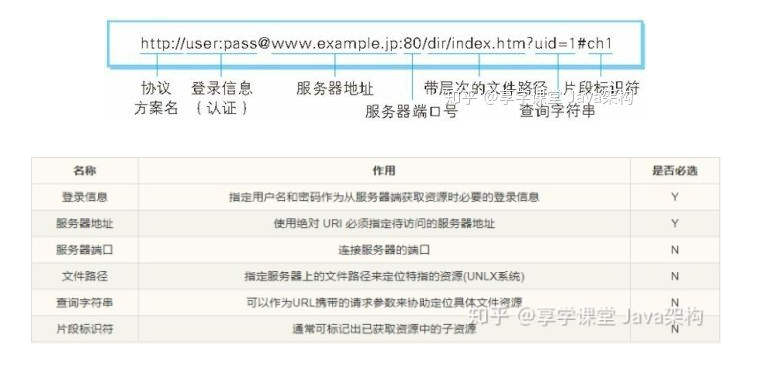 http://user:pass@www.example.jp:80/dir/index.htm?uid=1#ch1
协议 登录信息 服务器地址 带层次的文件路径 片段标识符
方案名 （认证） 服务器端口号 查询字符串
知乎 @享学课堂 Java架构
名称 作用 是否必选
登录信息 指定用户名和密码作为从服务器端获取资源时必要的登录信息 Y
服务器地址 使用绝对 URI 必须指定待访问的服务器地址 Y
服务器端口 连接服务器的端口 N
文件路径 指定服务器上的文件路径来定位特指的资源(UNLX系统) N
查询字符串 可以作为URL携带的请求参数来协助定位具体文件资源 N
片段标识符 通常可标记出已获取资源中的子资源 N
知乎 @享学课堂 Java架构